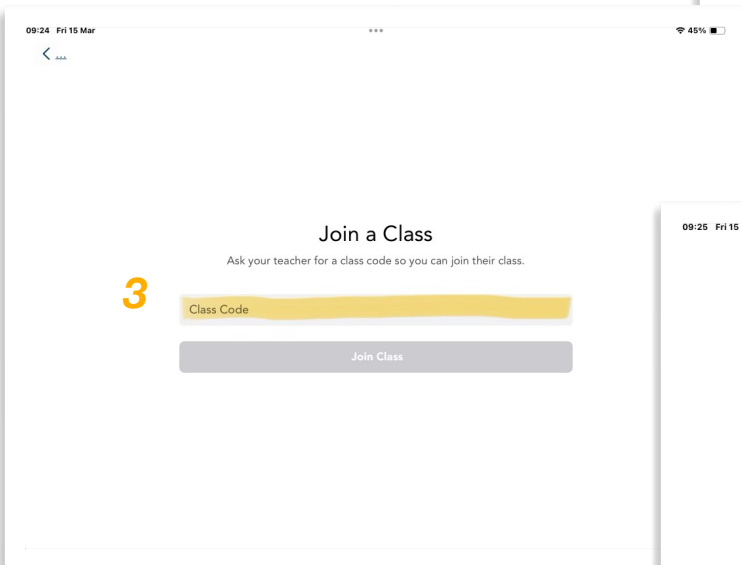 09:24 Fri 15 Mar
45%
...
Join a Class
Ask your teacher for a class code so you can join their class.
3
Class Code
Join Class
09:25 Fri 15